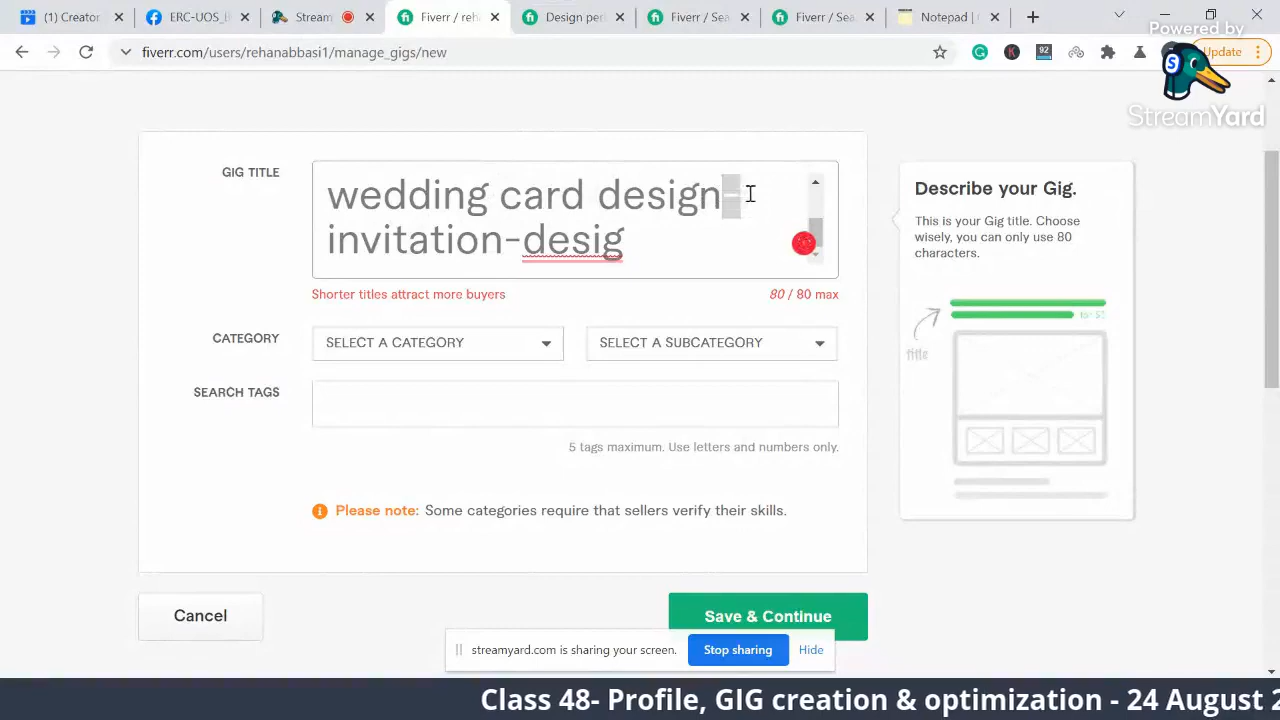 (1) Creator
ERC-IDS_E
Stream
Fiverr / reh
Design per
Fiverr / Sea
Fiverr / Sea
Notepad |
Powered by
fiverr.com/users/rehanabbasi1/manage_gigs/new
92
Update
S
StreamYard
GIG TITLE
wedding card design-
invitation-desig
Shorter titles attract more buyers
80 / 80 max
CATEGORY
SELECT A CATEGORY
SELECT A SUBCATEGORY
SEARCH TAGS
5 tags maximum. Use letters and numbers only.
Please note: Some categories require that sellers verify their skills.
Describe your Gig.
This is your Gig title. Choose
wisely, you can only use 80
characters.
title
Cancel
Save & Continue
streamyard.com is sharing your screen.
Stop sharing
Hide
Class 48- Profile, GIG creation & optimization - 24 August 2